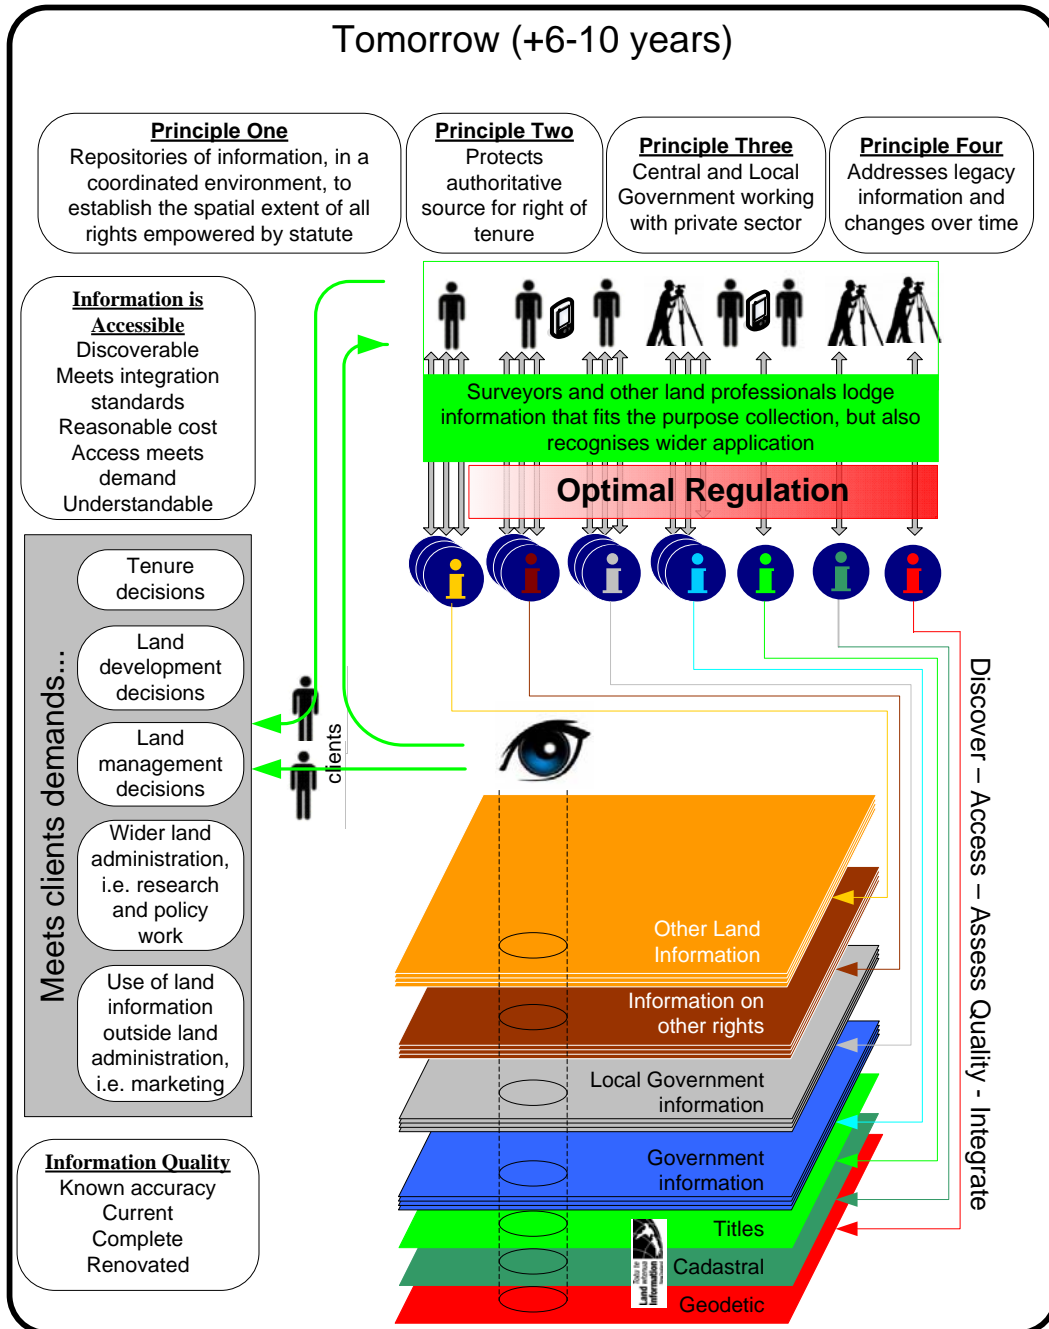 Tomorrow (+6-10 years)
Principle One
Repositories of information, in a
coordinated environment, to
establish the spatial extent of all
rights empowered by statute
Principle Two
Protects
authoritative
source for right of
tenure
Principle Three
Central and Local
Government working
with private sector
Principle Four
Addresses legacy
information and
changes over time
Information is
Accessible
Discoverable
Meets integration
standards
Reasonable cost
Access meets
demand
Understandable
Surveyors and other land professionals lodge
information that fits the purpose collection, but also
recognises wider application
Optimal Regulation
Meets clients demands...
Tenure
decisions
Land
development
decisions
Land
management
decisions
Wider land
administration,
i.e. research
and policy
work
Use of land
information
outside land
administration,
i.e. marketing
clients
Discover – Access – Assess Quality - Integrate
Other Land
Information
Information on
other rights
Local Government
information
Government
information
Titles
Cadastral
Geodetic
Toitu te
Land whenua
Information
Information Quality
Known accuracy
Current
Complete
Renovated